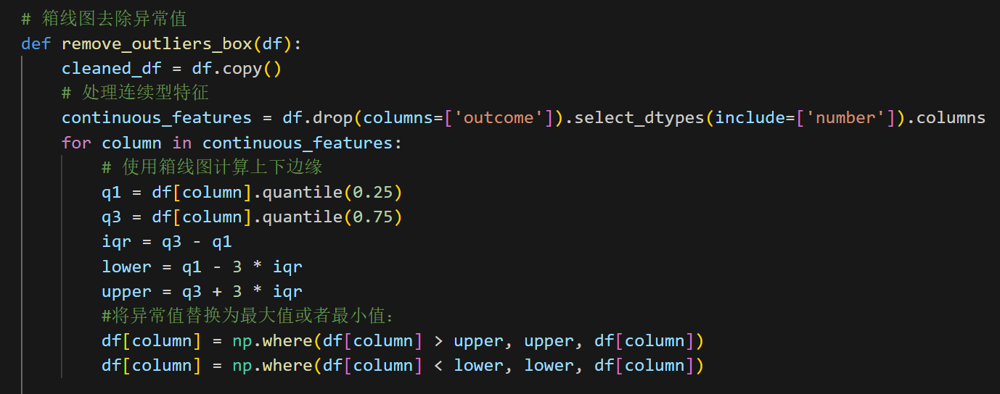 # 箱线图去除异常值
def remove_outliers_box(df):
    cleaned_df = df.copy()
    # 处理连续型特征
    continuous_features = df.drop(columns=['outcome']).select_dtypes(include=['number']).columns
    for column in continuous_features:
        # 使用箱线图计算上下边缘
        q1 = df[column].quantile(0.25)
        q3 = df[column].quantile(0.75)
        iqr = q3 - q1
        lower = q1 - 3 * iqr
        upper = q3 + 3 * iqr
        #将异常值替换为最大值或者最小值：
        df[column] = np.where(df[column] > upper, upper, df[column])
        df[column] = np.where(df[column] < lower, lower, df[column])